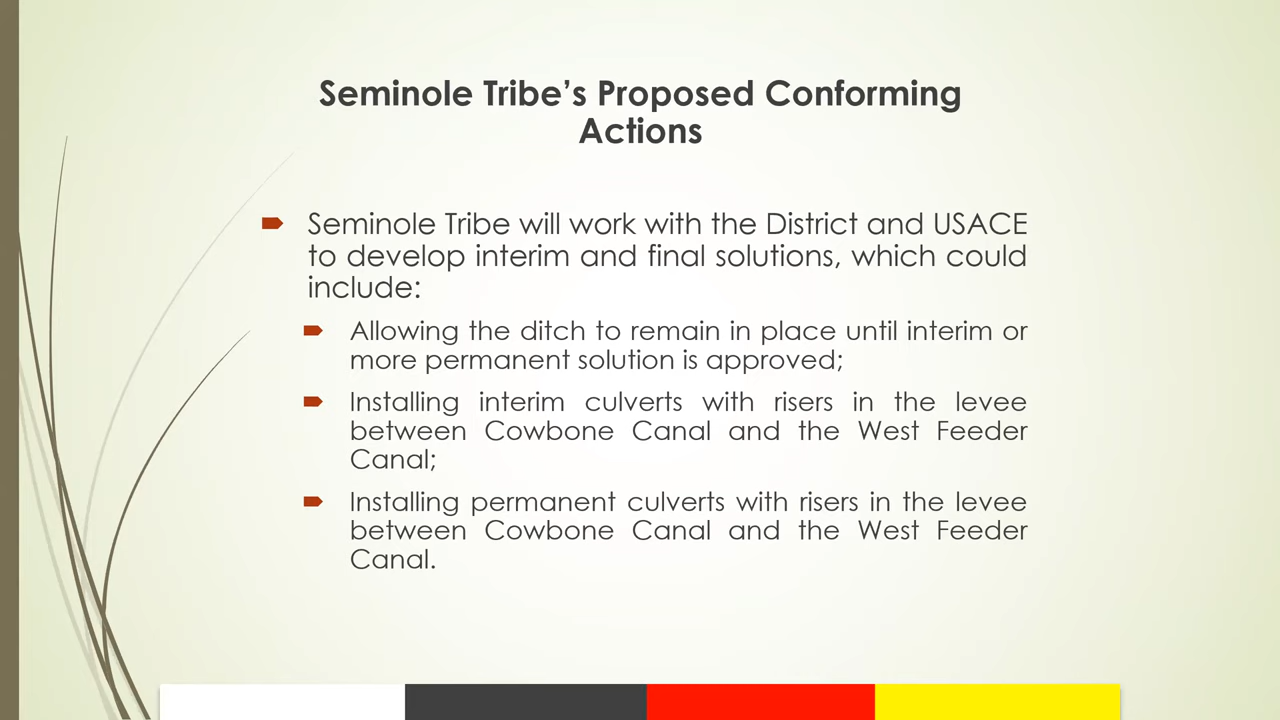 Seminole Tribe’s Proposed Conforming
Actions
Seminole Tribe will work with the District and USACE
to develop interim and final solutions, which could
include:
Allowing the ditch to remain in place until interim or
more permanent solution is approved;
Installing interim culverts with risers in the levee
between Cowbone Canal and the West Feeder
Canal;
Installing permanent culverts with risers in the levee
between Cowbone Canal and the West Feeder
Canal.